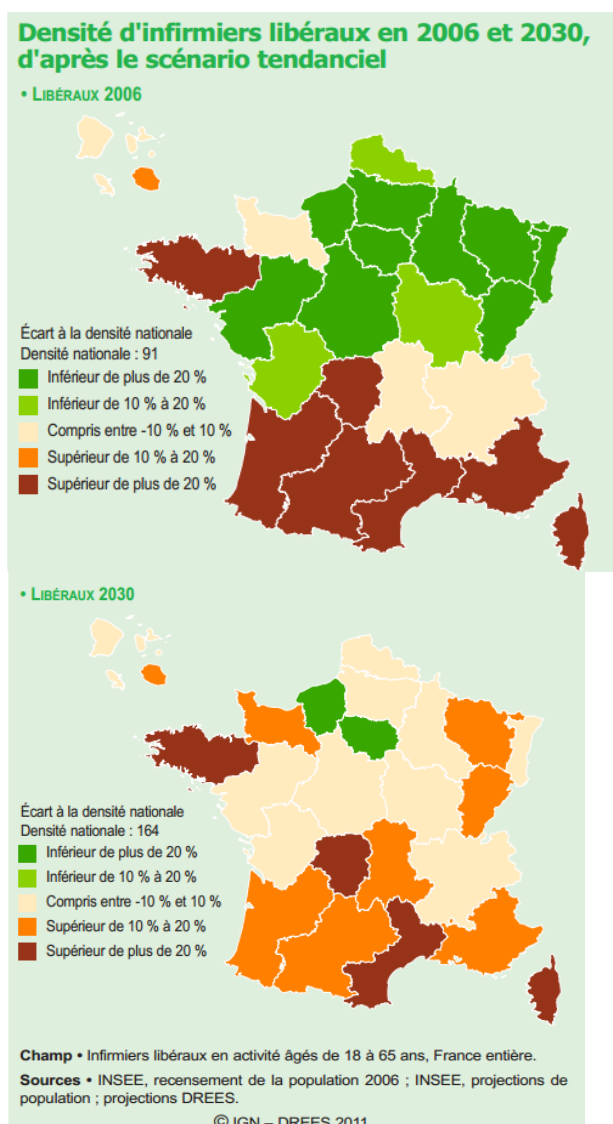 Densité d'infirmiers libéraux en 2006 et 2030,
d'après le scénario tendanciel
• LIBÉRAUX 2006
Écart à la densité nationale
Densité nationale : 91
Inférieur de plus de 20 %
Inférieur de 10 % à 20 %
Compris entre -10 % et 10 %
Supérieur de 10 % à 20 %
Supérieur de plus de 20 %
• LIBÉRAUX 2030
Écart à la densité nationale
Densité nationale : 164
Inférieur de plus de 20 %
Inférieur de 10 % à 20 %
Compris entre -10 % et 10 %
Supérieur de 10 % à 20 %
Supérieur de plus de 20 %
Champ • Infirmiers libéraux en activité âgés de 18 à 65 ans, France entière.
Sources • INSEE, recensement de la population 2006 ; INSEE, projections de
population ; projections DREES.
© IGN – DREES 2011